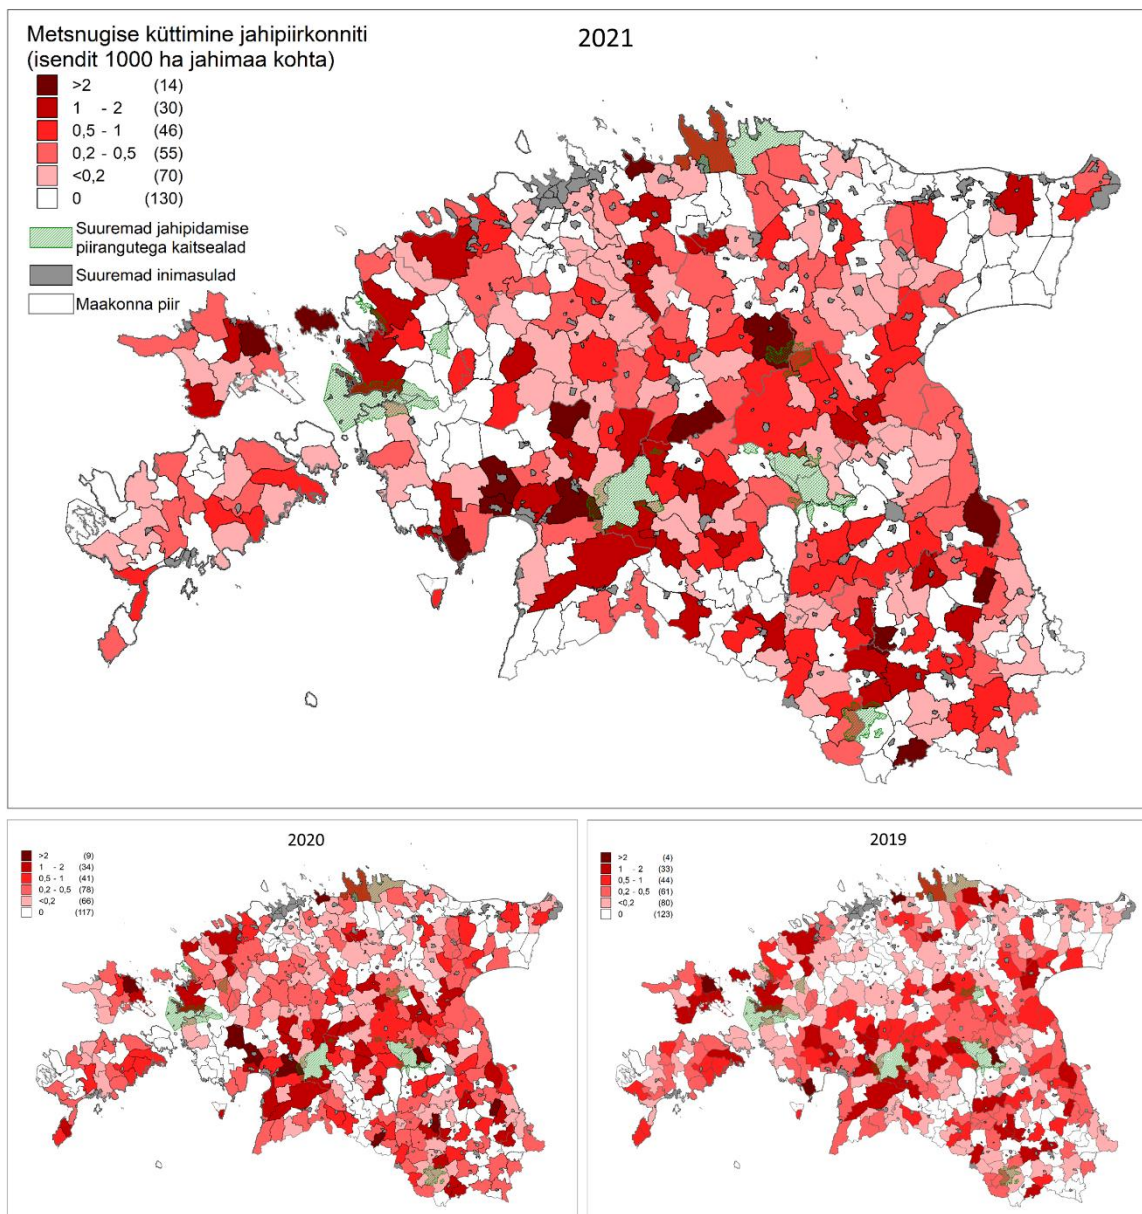 Metsnugise küttimine jahipiirkonniti
(isendit 1000 ha jahimaa kohta)
2021
>2 (14)
1 - 2 (30)
0,5 - 1 (46)
0,2 - 0,5 (55)
<0,2 (70)
0 (130)
Suuremad jahipidamise
piirangutega kaitsealad
Suuremad inimasulad
Maakonna piir
2020
>2 (9)
1 - 2 (34)
0,5 - 1 (41)
0,2 - 0,5 (78)
<0,2 (66)
0 (117)
2019
>2 (4)
1 - 2 (33)
0,5 - 1 (44)
0,2 - 0,5 (61)
<0,2 (80)
0 (123)